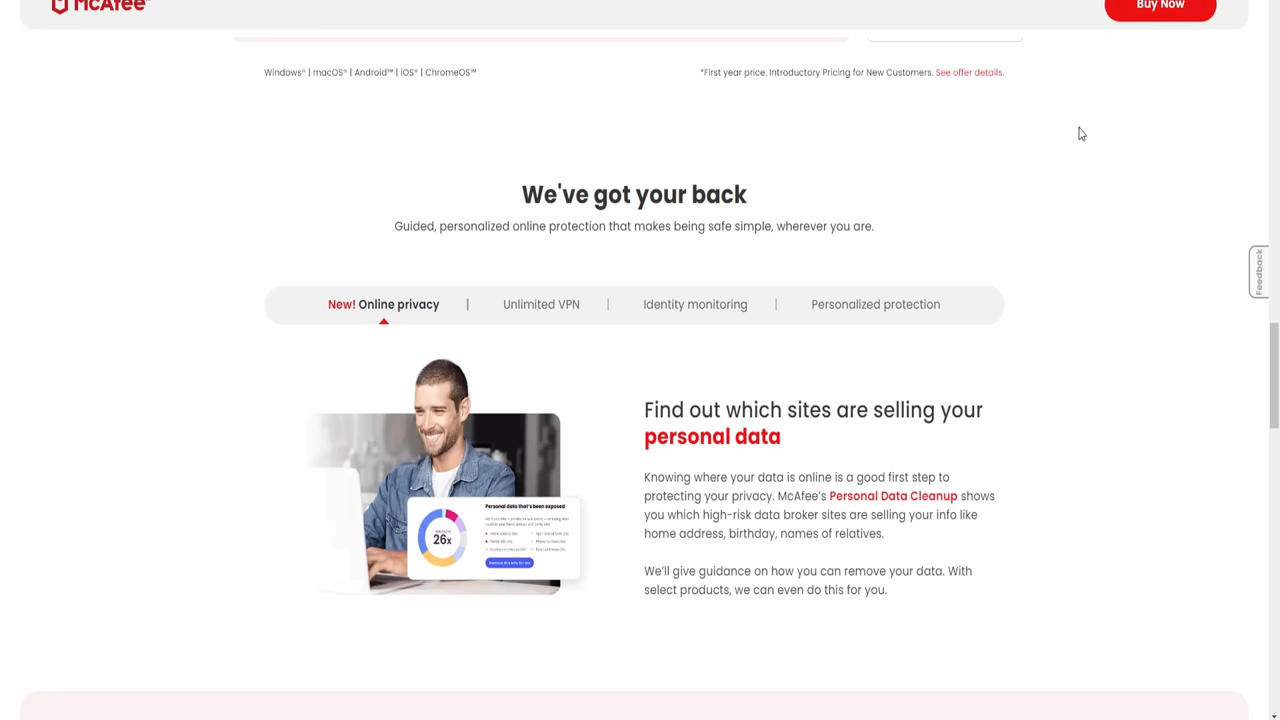 McAfee
Buy Now
Windows® | macOS® | Android™ | iOS® | ChromeOS™
*First year price. Introductory Pricing for New Customers. See offer details.
We've got your back
Guided, personalized online protection that makes being safe simple, wherever you are.
Feedback
New! Online privacy | Unlimited VPN | Identity monitoring | Personalized protection
Find out which sites are selling your
personal data
Knowing where your data is online is a good first step to
protecting your privacy. McAfee's Personal Data Cleanup shows
you which high-risk data broker sites are selling your info like
home address, birthday, names of relatives.
We'll give guidance on how you can remove your data. With
select products, we can even do this for you.
Personal data that's been exposed
26x